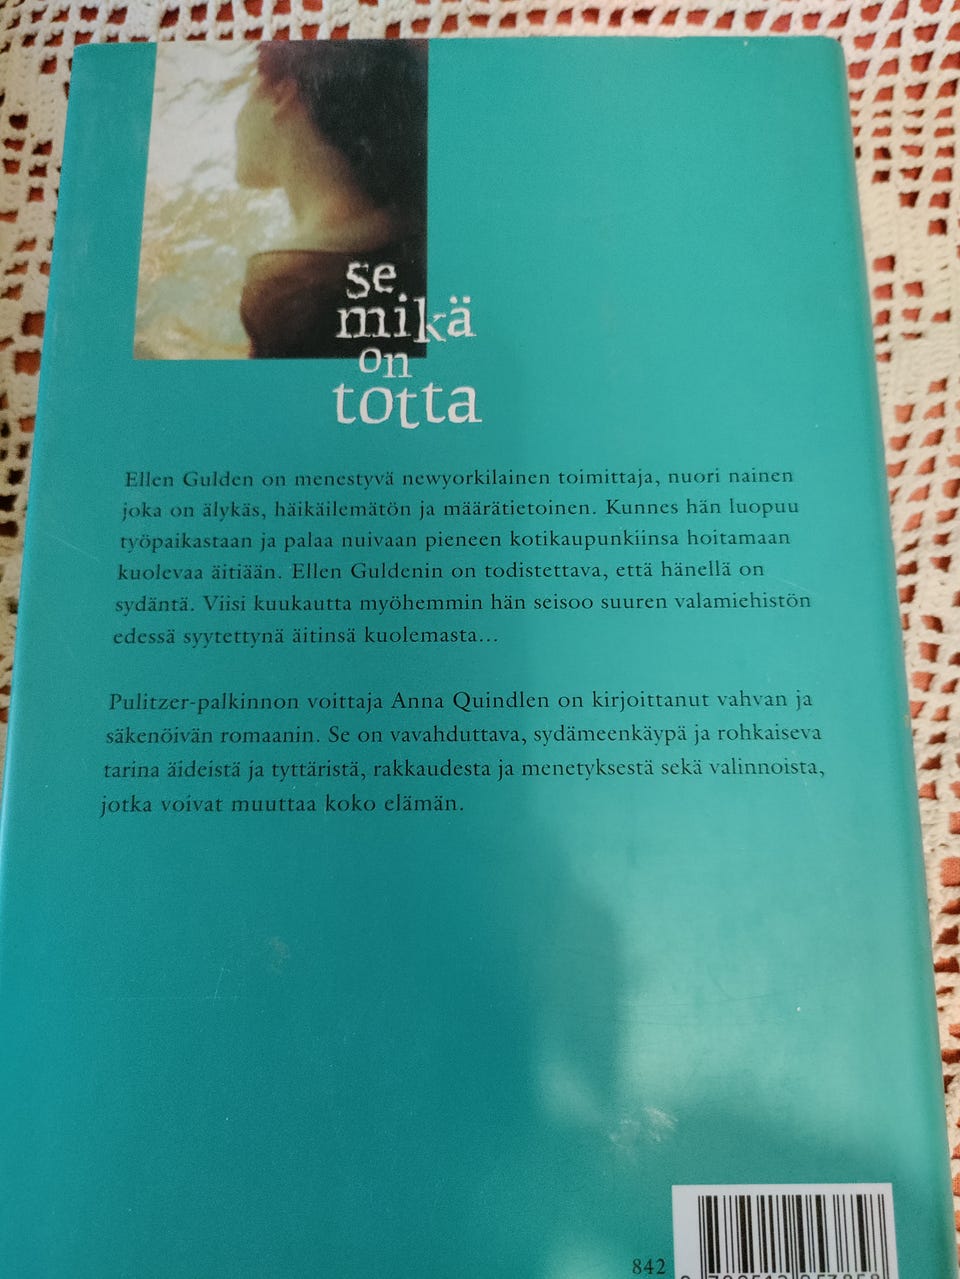 se
mikä
on
totta
Ellen Gulden on menestyvä newyorkilainen toimittaja, nuori nainen
joka on älykäs, häikäilemätön ja määrätietoinen. Kunnes hän luopuu
työpaikastaan ja palaa nuivaan pieneen kotikaupunkiinsa hoitamaan
kuolevaa äitiään. Ellen Guldenin on todistettava, että hänellä on
sydäntä. Viisi kuukautta myöhemmin hän seisoo suuren valamiehistön
edessä syytettynä äitinsä kuolemasta...
Pulitzer-palkinnon voittaja Anna Quindlen on kirjoittanut vahvan ja
säkenöivän romaanin. Se on vavahduttava, sydämeenkäypä ja rohkaiseva
tarina äideistä ja tyttäristä, rakkaudesta ja menetyksestä sekä valinnoista,
jotka voivat muuttaa koko elämän.
842